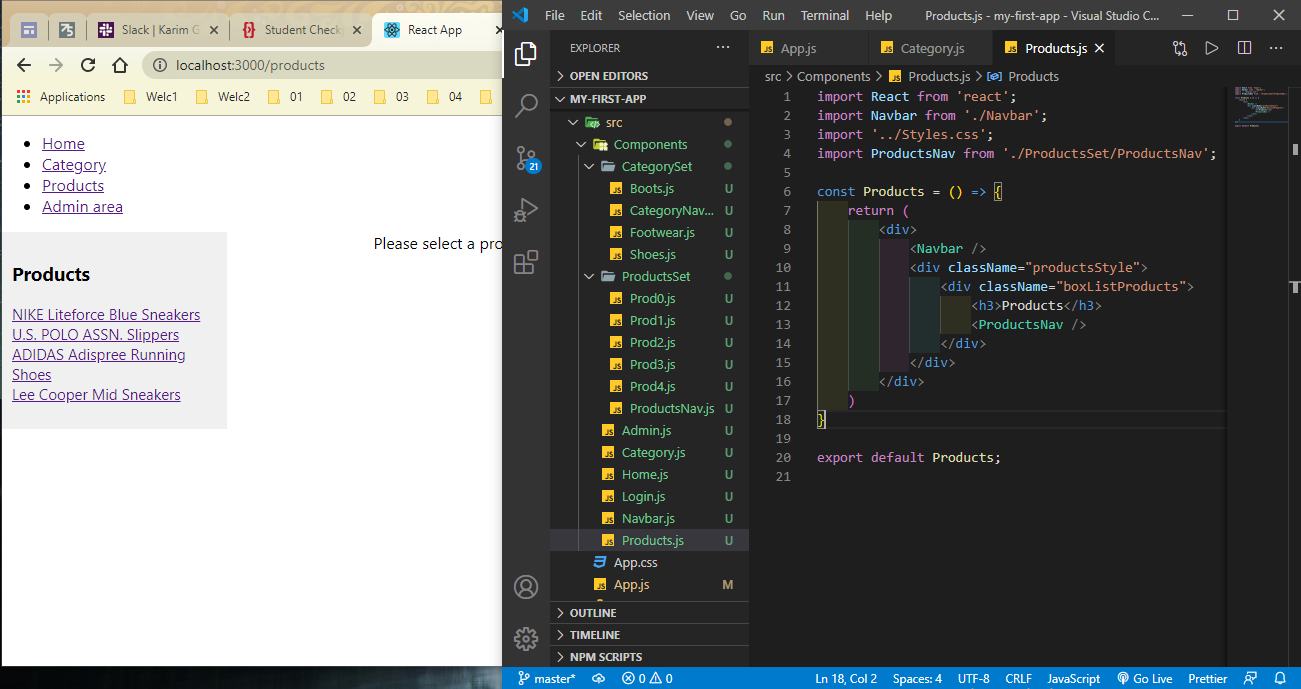 Slack | Karim G
Student Check
React App
localhost:3000/products
Applications
Welc1
Welc2
01
02
03
04
Home
Category
Products
Admin area
Please select a pro
Products
NIKE Liteforce Blue Sneakers
U.S. POLO ASSN. Slippers
ADIDAS Adispree Running
Shoes
Lee Cooper Mid Sneakers
File Edit Selection View Go Run Terminal Help
Products.js - my-first-app - Visual Studio C...
EXPLORER
OPEN EDITORS
MY-FIRST-APP
src
Components
CategorySet
Boots.js U
CategoryNav... U
Footwear.js U
Shoes.js U
ProductsSet
Prod0.js U
Prod1.js U
Prod2.js U
Prod3.js U
Prod4.js U
ProductsNav.js U
Admin.js U
Category.js U
Home.js U
Login.js U
Navbar.js U
Products.js U
App.css
App.js M
OUTLINE
TIMELINE
NPM SCRIPTS
21
App.js
Category.js
Products.js
src > Components > Products.js > Products
1 import React from 'react';
2 import Navbar from './Navbar';
3 import '../Styles.css';
4 import ProductsNav from './ProductsSet/ProductsNav';
5
6 const Products = () => {
7 return (
8 <div>
9 <Navbar />
10 <div className="productsStyle">
11 <div className="boxListProducts">
12 <h3>Products</h3>
13 <ProductsNav />
14 </div>
15 </div>
16 </div>
17 )
18 }
19
20 export default Products;
21
master*
0 0
Ln 18, Col 2
Spaces: 4
UTF-8
CRLF
JavaScript
Go Live
Prettier